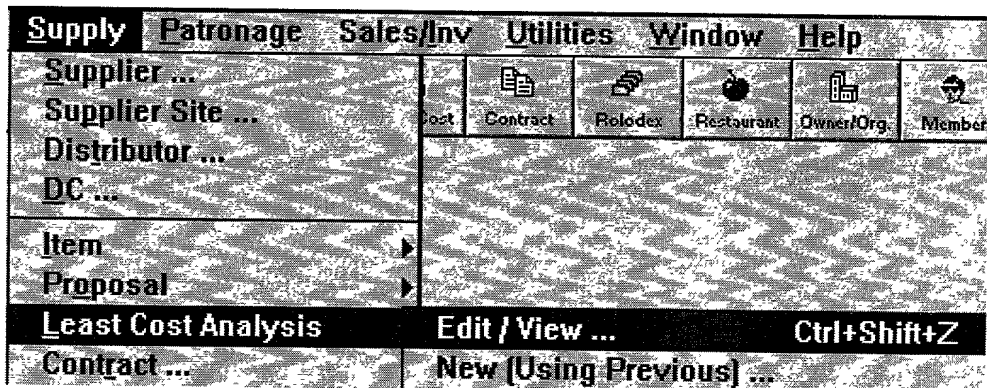 Supply Patronage Sales/Inv Utilities Window Help
Supplier ...
Supplier Site ...
Distributor ...
DC ...
Item
Proposal
Least Cost Analysis
Contract ...
Cost Contract Rolodex Restaurant Owner/Org. Member
Edit / View ... Ctrl+Shift+Z
New (Using Previous) ...